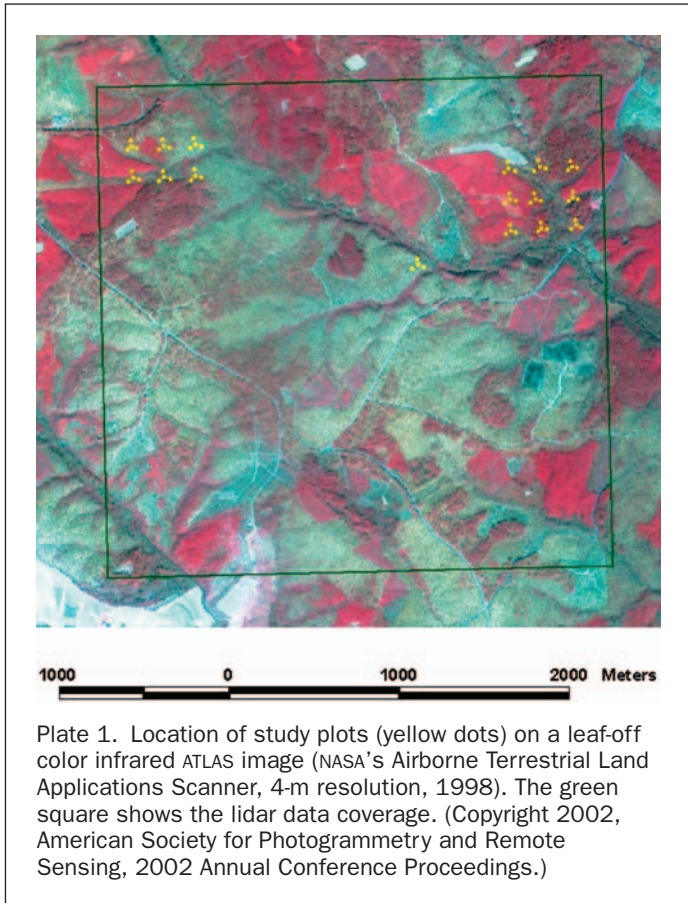 1000 0 1000 2000 Meters
Plate 1. Location of study plots (yellow dots) on a leaf-off
color infrared ATLAS image (NASA's Airborne Terrestrial Land
Applications Scanner, 4-m resolution, 1998). The green
square shows the lidar data coverage. (Copyright 2002,
American Society for Photogrammetry and Remote
Sensing, 2002 Annual Conference Proceedings.)